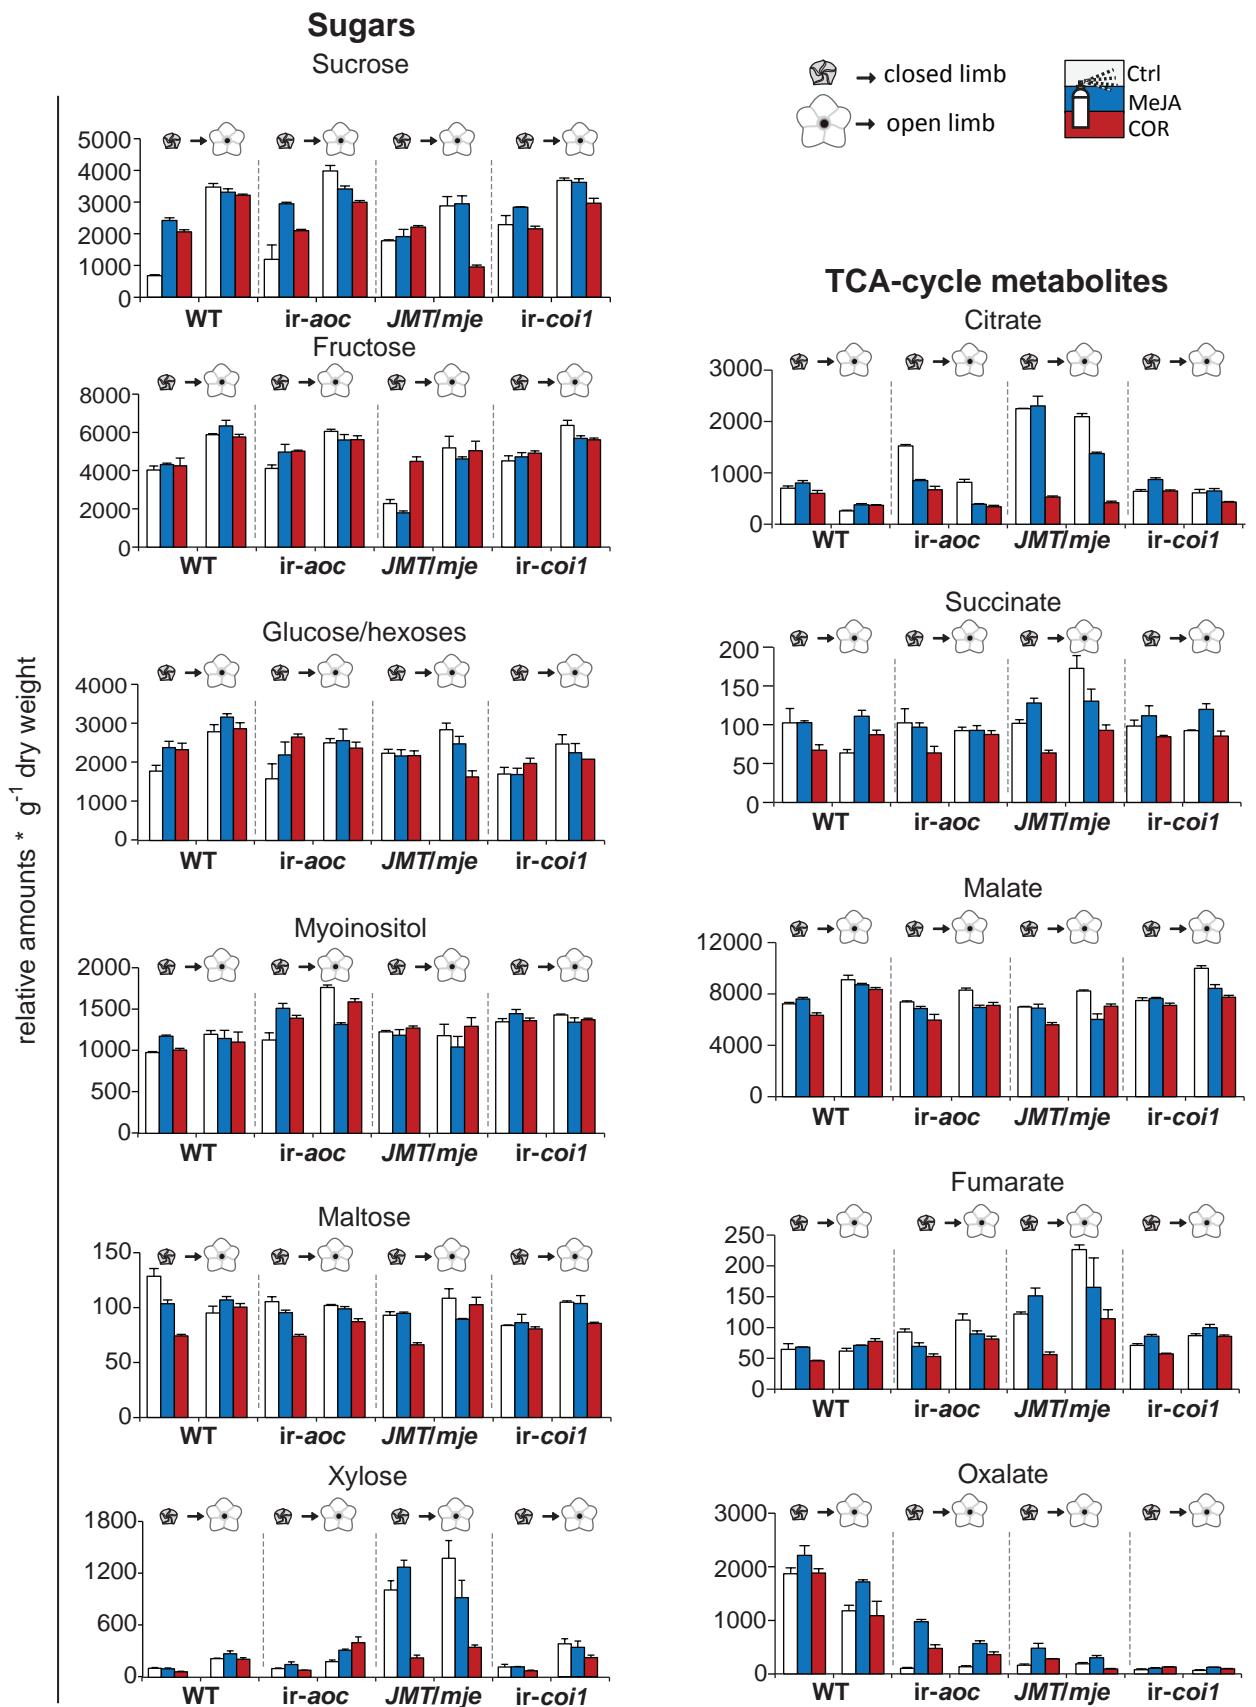 Sugars
Sucrose
closed limb
open limb
Ctrl
MeJA
COR
relative amounts * g⁻¹ dry weight
5000
4000
3000
2000
1000
0
WT ir-aoc JMT/mje ir-coi1
Fructose
8000
6000
4000
2000
0
WT ir-aoc JMT/mje ir-coi1
Glucose/hexoses
4000
3000
2000
1000
0
WT ir-aoc JMT/mje ir-coi1
Myoinositol
2000
1500
1000
500
0
WT ir-aoc JMT/mje ir-coi1
Maltose
150
100
50
0
WT ir-aoc JMT/mje ir-coi1
Xylose
1800
1200
600
0
WT ir-aoc JMT/mje ir-coi1
TCA-cycle metabolites
Citrate
3000
2000
1000
0
WT ir-aoc JMT/mje ir-coi1
Succinate
200
150
100
50
0
WT ir-aoc JMT/mje ir-coi1
Malate
12000
8000
4000
0
WT ir-aoc JMT/mje ir-coi1
Fumarate
250
200
150
100
50
0
WT ir-aoc JMT/mje ir-coi1
Oxalate
3000
2000
1000
0
WT ir-aoc JMT/mje ir-coi1